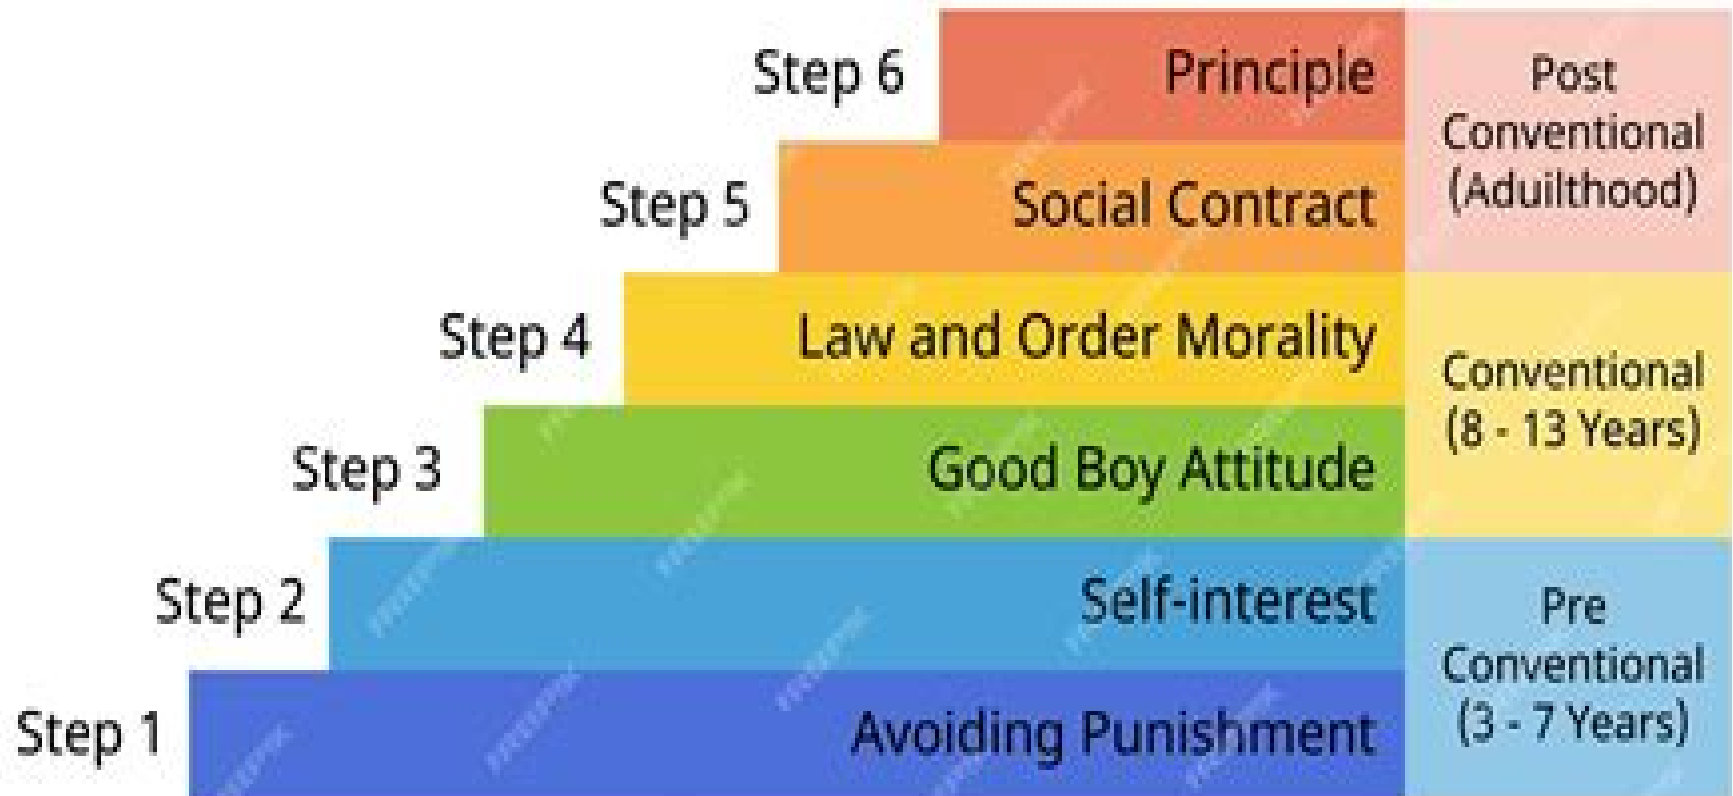 Step 6 Principle
Post
Conventional
(Aduilthood)
Step 5 Social Contract
Step 4 Law and Order Morality
Conventional
(8 - 13 Years)
Step 3 Good Boy Attitude
Step 2 Self-interest
Pre
Conventional
(3 - 7 Years)
Step 1 Avoiding Punishment